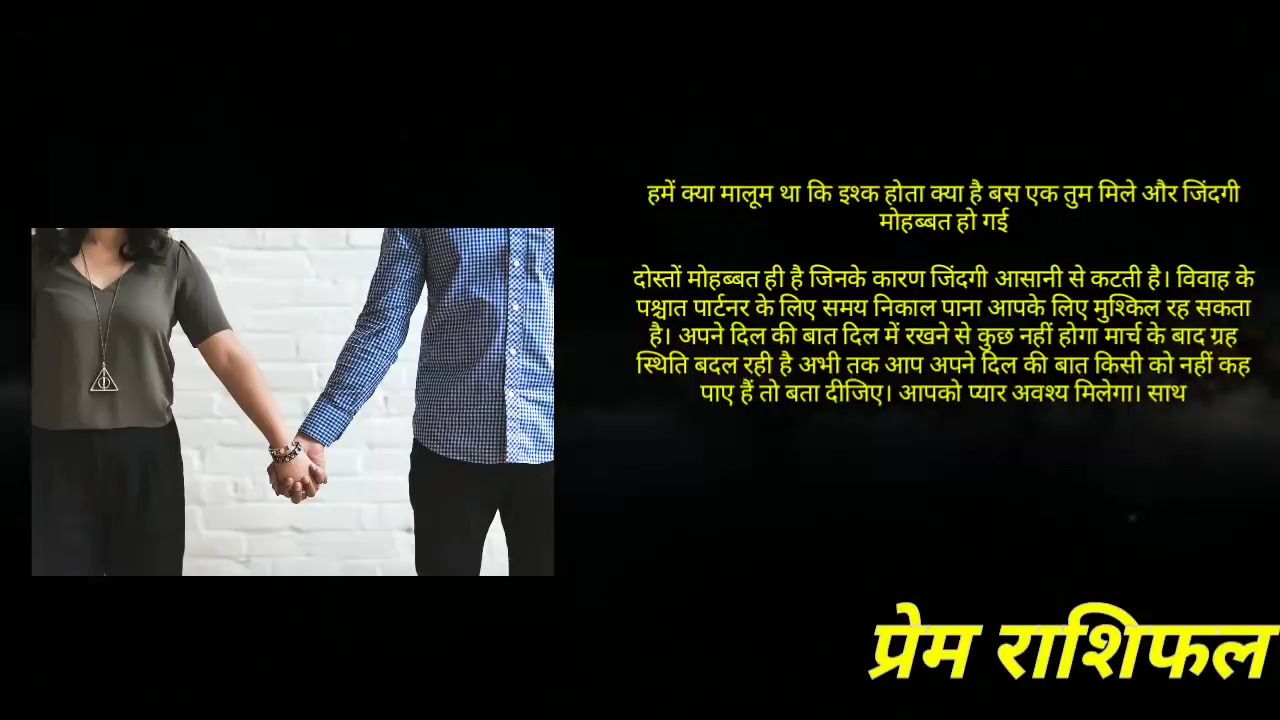 हमें क्या मालूम था कि इश्क होता क्या है बस एक तुम मिले और जिंदगी
मोहब्बत हो गई
दोस्तों मोहब्बत ही है जिनके कारण जिंदगी आसानी से कटती है। विवाह के
पश्चात पार्टनर के लिए समय निकाल पाना आपके लिए मुश्किल रह सकता
है। अपने दिल की बात दिल में रखने से कुछ नहीं होगा मार्च के बाद ग्रह
स्थिति बदल रही है अभी तक आप अपने दिल की बात किसी को नहीं कह
पाए हैं तो बता दीजिए। आपको प्यार अवश्य मिलेगा। साथ
प्रेम राशिफल